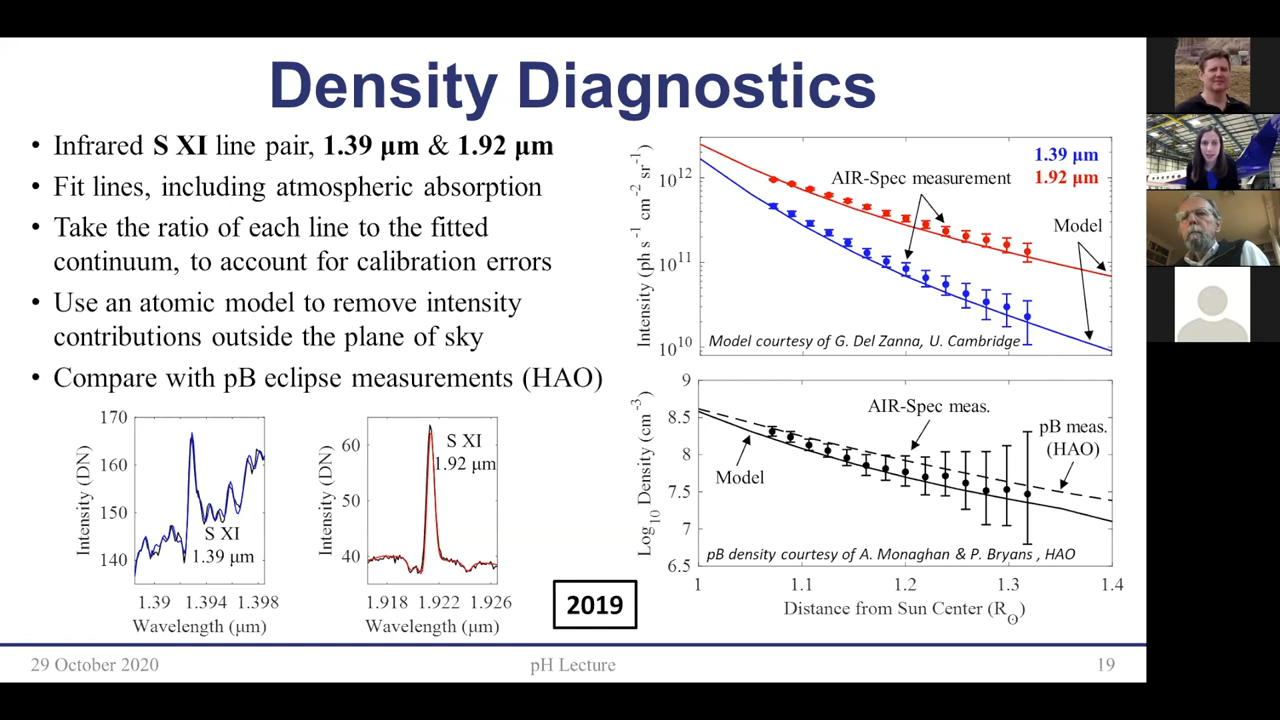 Density Diagnostics
• Infrared S XI line pair, 1.39 μm & 1.92 μm
• Fit lines, including atmospheric absorption
• Take the ratio of each line to the fitted
continuum, to account for calibration errors
• Use an atomic model to remove intensity
contributions outside the plane of sky
• Compare with pB eclipse measurements (HAO)
170
160
150
140
Intensity (DN)
S XI
1.39 μm
1.39 1.394 1.398
Wavelength (μm)
60
50
40
Intensity (DN)
S XI
1.92 μm
1.918 1.922 1.926
Wavelength (μm)
2019
Intensity (ph s⁻¹ cm⁻² sr⁻¹)
10¹²
10¹¹
10¹⁰
1.39 μm
1.92 μm
AIR-Spec measurement
Model
Model courtesy of G. Del Zanna, U. Cambridge
Log₁₀ Density (cm⁻³)
9
8.5
8
7.5
7
6.5
AIR-Spec meas.
pB meas.
(HAO)
Model
pB density courtesy of A. Monaghan & P. Bryans , HAO
1 1.1 1.2 1.3 1.4
Distance from Sun Center (R☉)
29 October 2020
pH Lecture
19